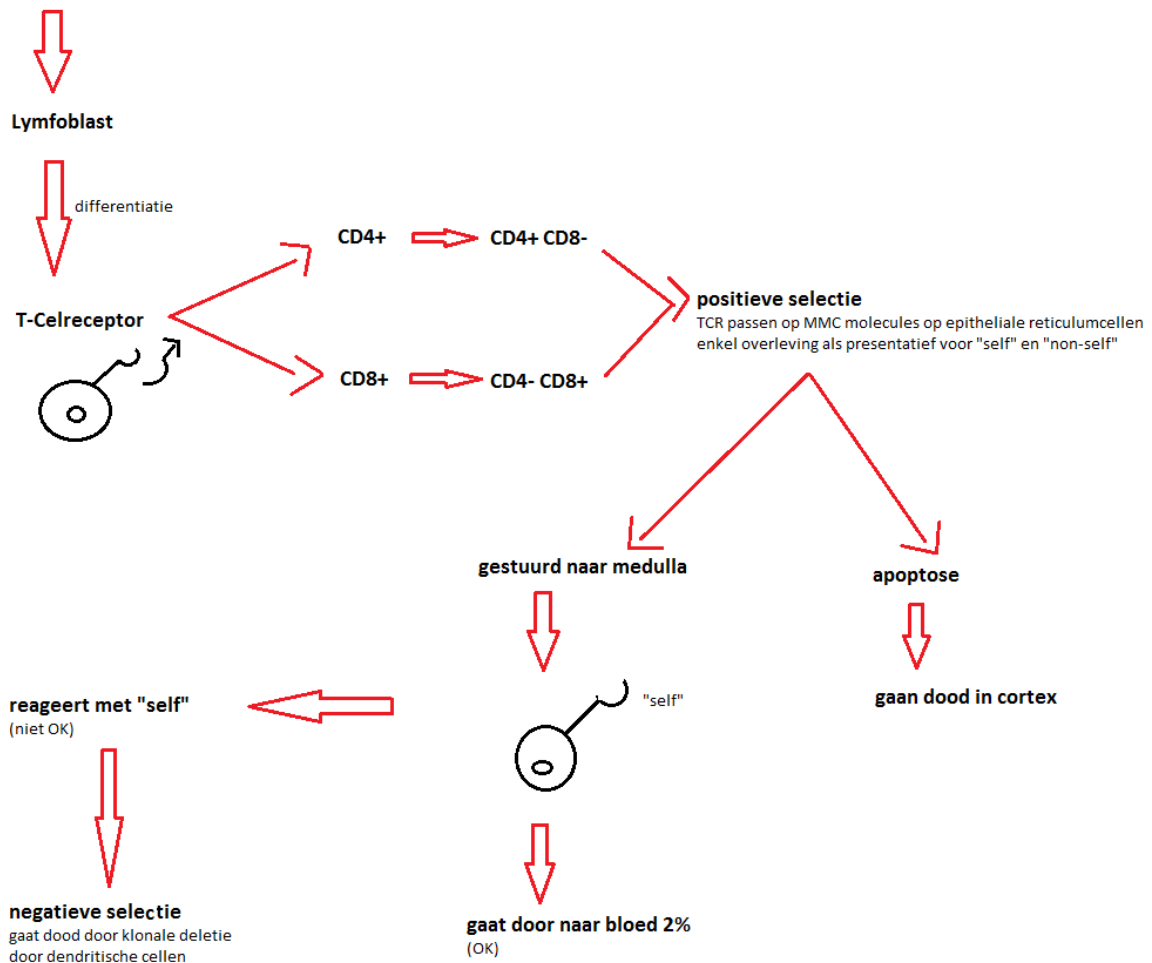 Lymfoblast
differentiatie
T-Celreceptor
CD4+
CD4+ CD8-
CD8+
CD4- CD8+
positieve selectie
TCR passen op MMC molecules op epitheliale reticulumcellen
enkel overleving als presentatief voor "self" en "non-self"
gestuurd naar medulla
apoptose
gaan dood in cortex
"self"
reageert met "self"
(niet OK)
negatieve selectie
gaat dood door klonale deletie
door dendritische cellen
gaat door naar bloed 2%
(OK)